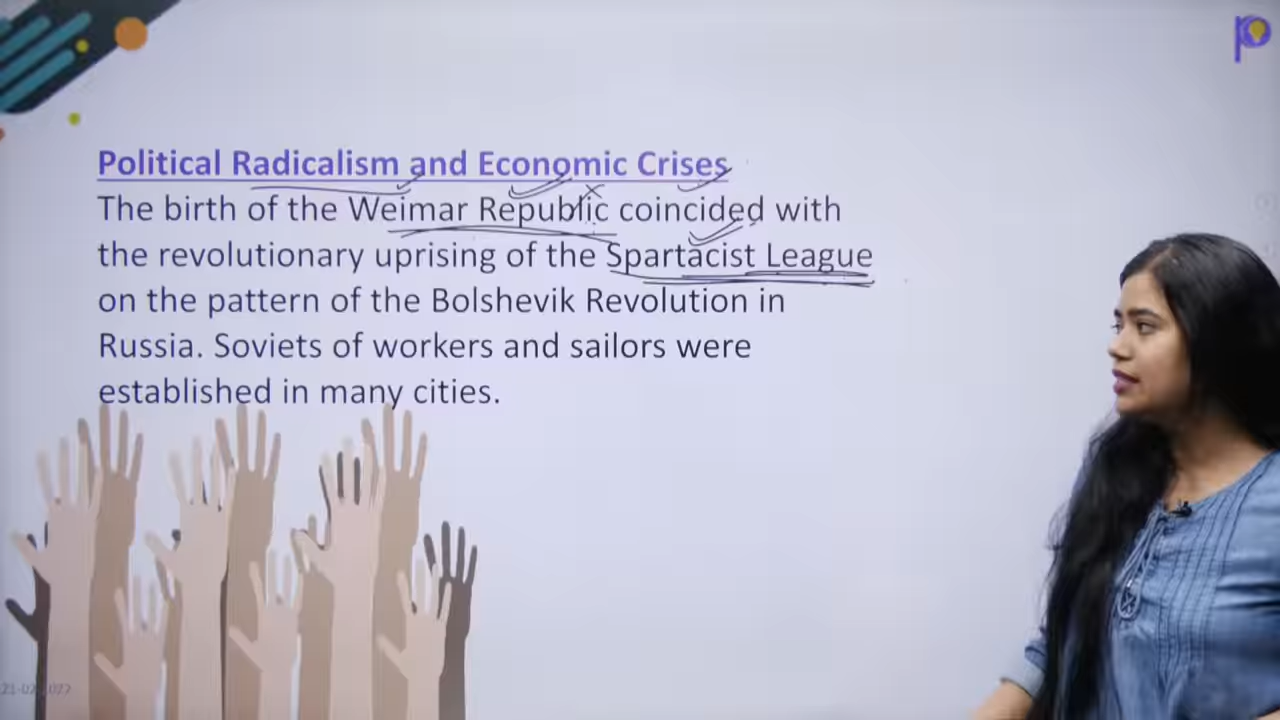 Political Radicalism and Economic Crises
The birth of the Weimar Republic coincided with
the revolutionary uprising of the Spartacist League
on the pattern of the Bolshevik Revolution in
Russia. Soviets of workers and sailors were
established in many cities.